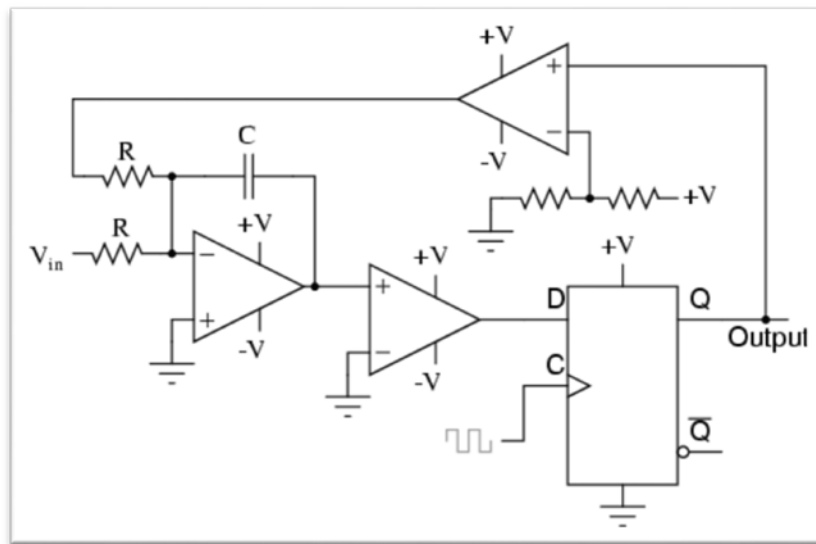 +V
+
−
-V
R
C
+V
R
+V
+V
+V
V_in
−
+
D
Q
+
−
Output
-V
C
-V
Q̅